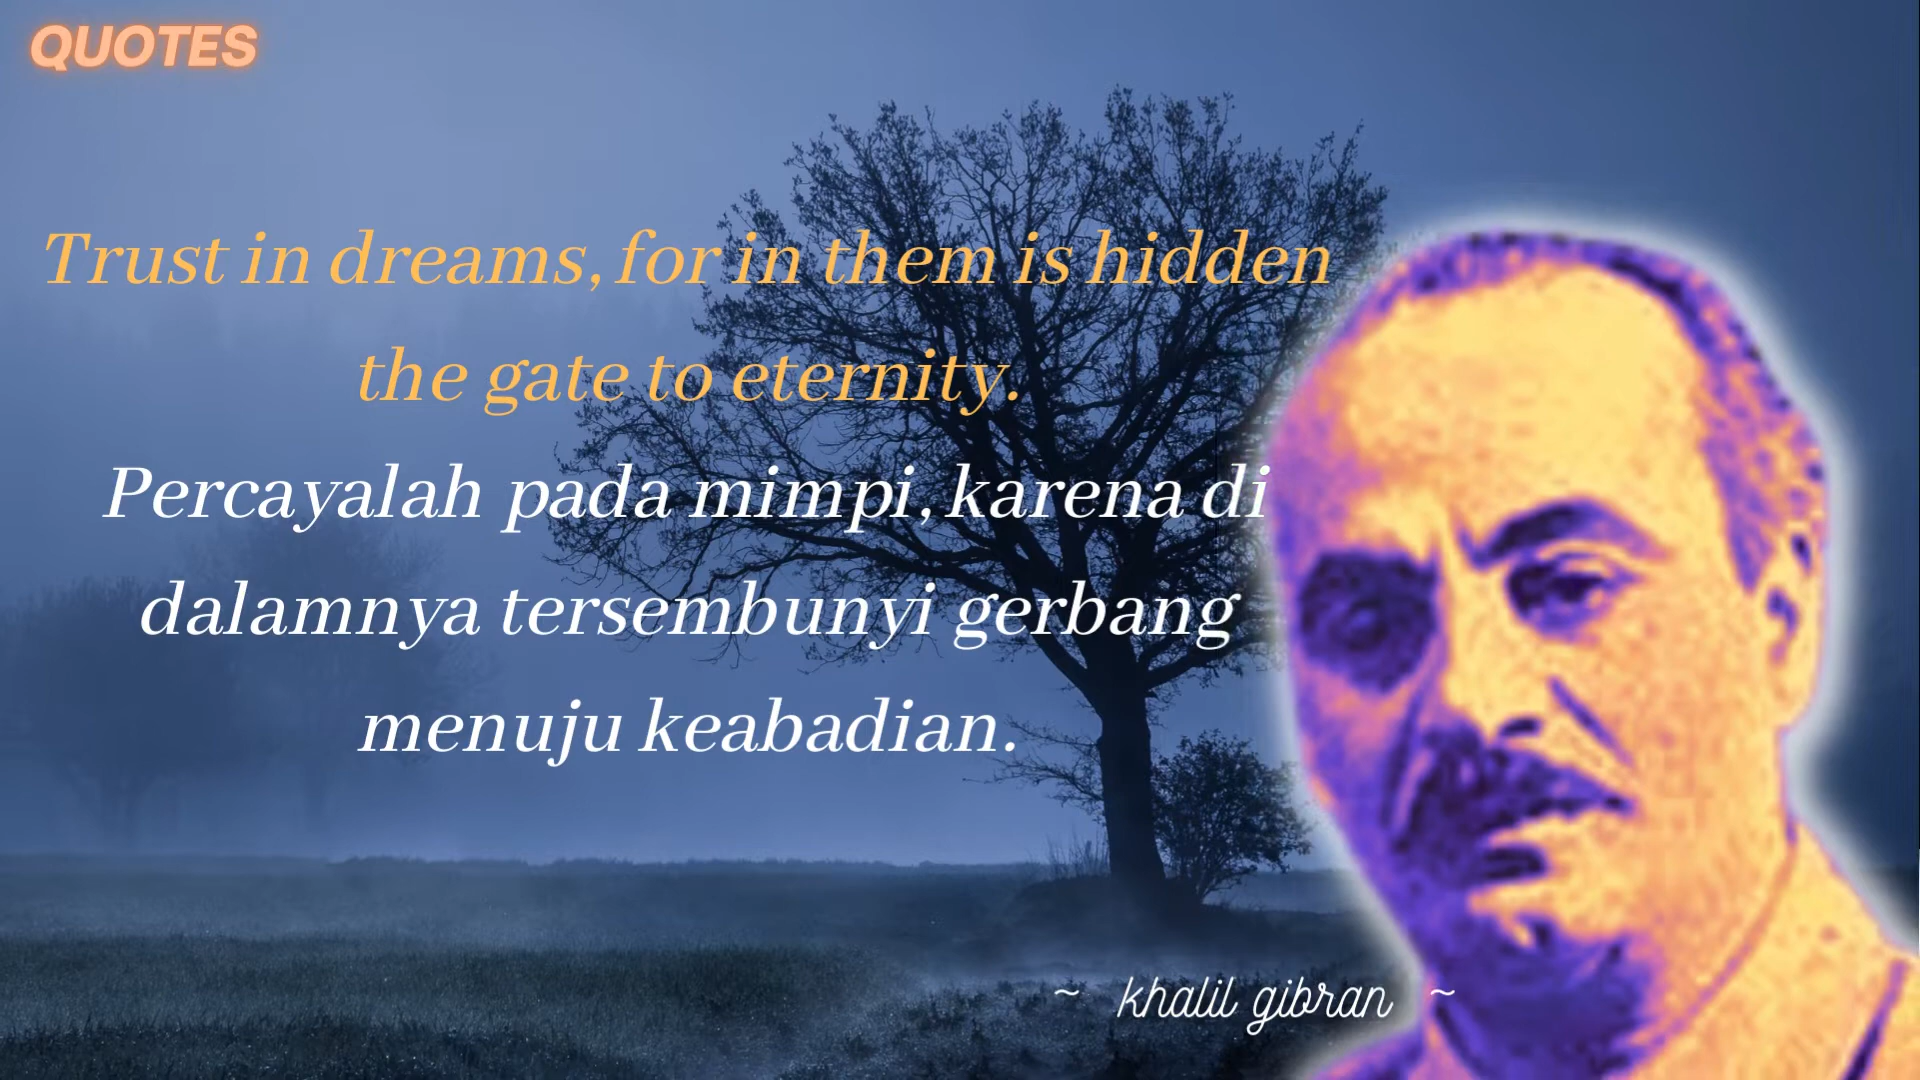 QUOTES
Trust in dreams, for in them is hidden
the gate to eternity.
Percayalah pada mimpi, karena di
dalamnya tersembunyi gerbang
menuju keabadian.
~ khalil gibran ~